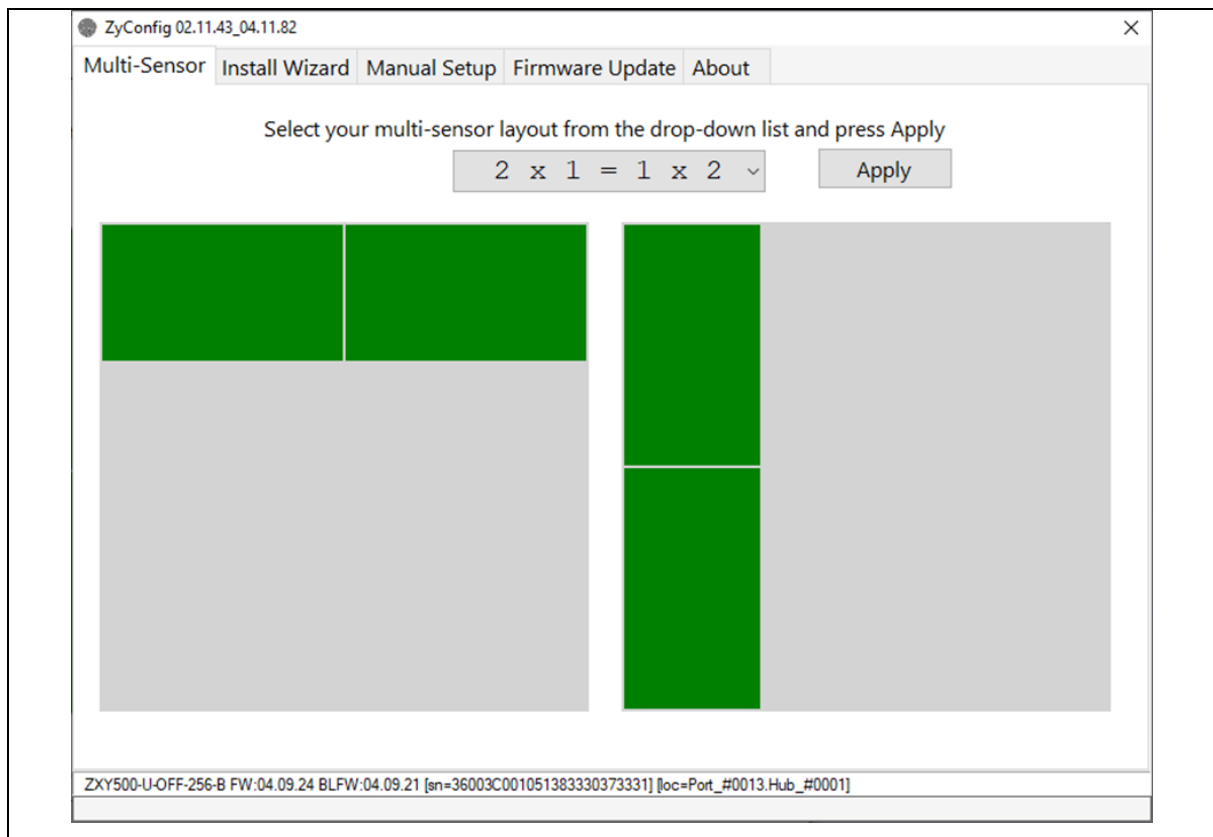 ZyConfig 02.11.43_04.11.82
Multi-Sensor Install Wizard Manual Setup Firmware Update About
Select your multi-sensor layout from the drop-down list and press Apply
2 x 1 = 1 x 2 Apply
ZXY500-U-OFF-256-B FW:04.09.24 BLFW:04.09.21 [sn=36003C001051383330373331] [loc=Port_#0013.Hub_#0001]